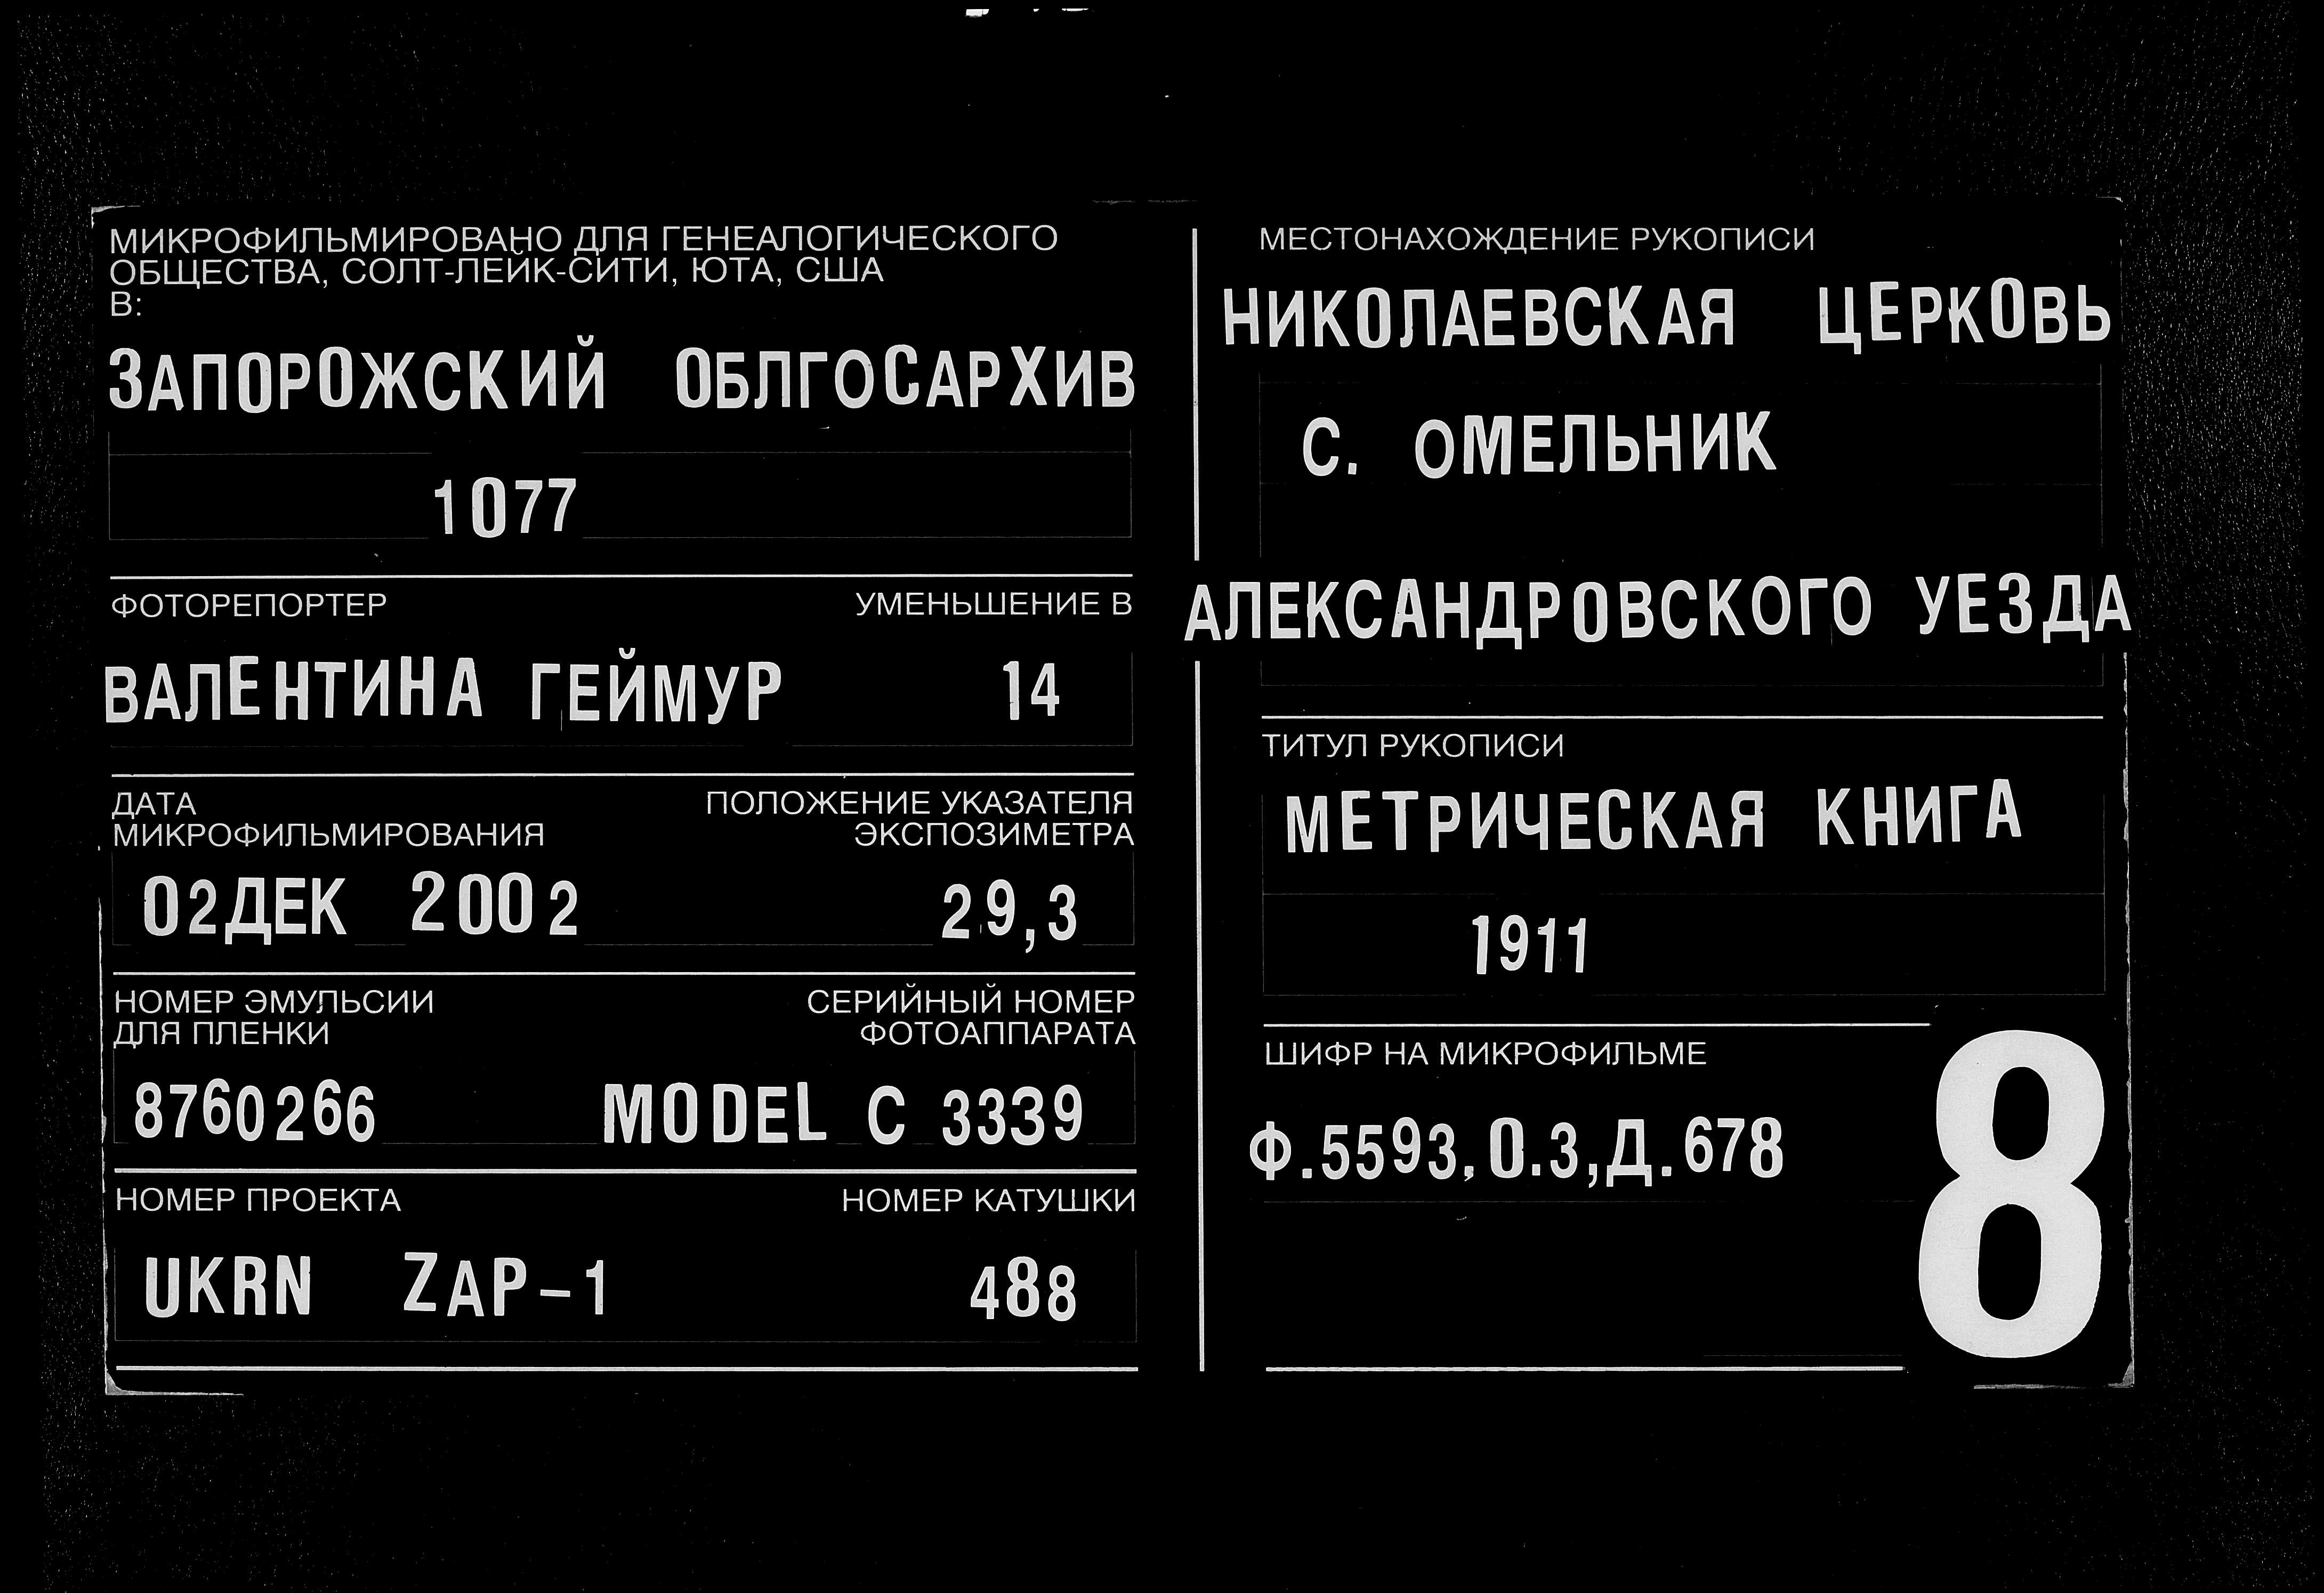 МИКРОФИЛЬМИРОВАНО ДЛЯ ГЕНЕАЛОГИЧЕСКОГО
ОБЩЕСТВА, СОЛТ-ЛЕЙК-СИТИ, ЮТА, США
В:
ЗАПОРОЖСКИЙ ОБЛГОСАРХИВ
1077
ФОТОРЕПОРТЕР УМЕНЬШЕНИЕ В
ВАЛЕНТИНА ГЕЙМУР 14
ДАТА ПОЛОЖЕНИЕ УКАЗАТЕЛЯ
МИКРОФИЛЬМИРОВАНИЯ ЭКСПОЗИМЕТРА
02ДЕК 2002 29,3
НОМЕР ЭМУЛЬСИИ СЕРИЙНЫЙ НОМЕР
ДЛЯ ПЛЕНКИ ФОТОАППАРАТА
8760266 MODEL C 3339
НОМЕР ПРОЕКТА НОМЕР КАТУШКИ
UKRN ZAP-1 488
МЕСТОНАХОЖДЕНИЕ РУКОПИСИ
НИКОЛАЕВСКАЯ ЦЕРКОВЬ
С. ОМЕЛЬНИК
АЛЕКСАНДРОВСКОГО УЕЗДА
ТИТУЛ РУКОПИСИ
МЕТРИЧЕСКАЯ КНИГА
1911
ШИФР НА МИКРОФИЛЬМЕ
Ф.5593,О.3,Д.678
8